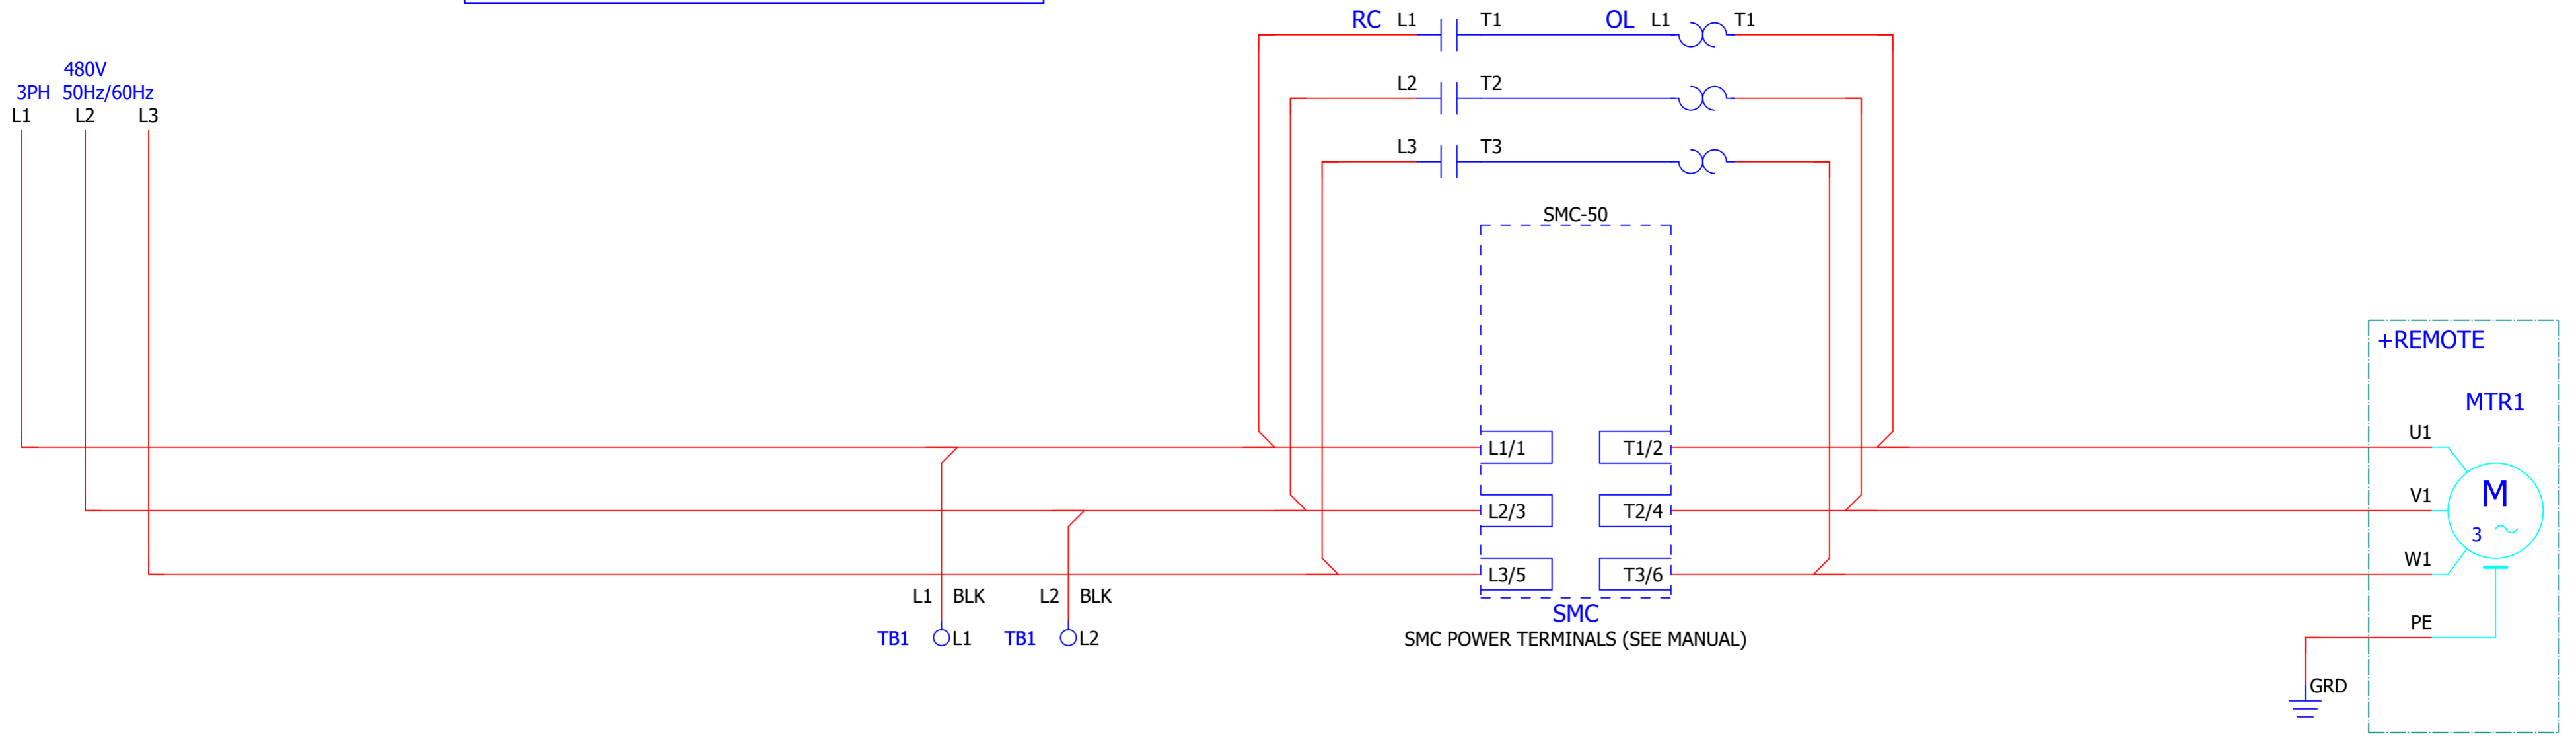 RC L1 T1 OL L1 T1
480V
3PH 50Hz/60Hz
L1 L2 L3
L2 T2
L3 T3
SMC-50
+REMOTE
MTR1
L1/1 T1/2 U1
L2/3 T2/4 V1
M
3
L3/5 T3/6 W1
L1 BLK L2 BLK
SMC
PE
TB1 L1 TB1 L2
SMC POWER TERMINALS (SEE MANUAL)
GRD